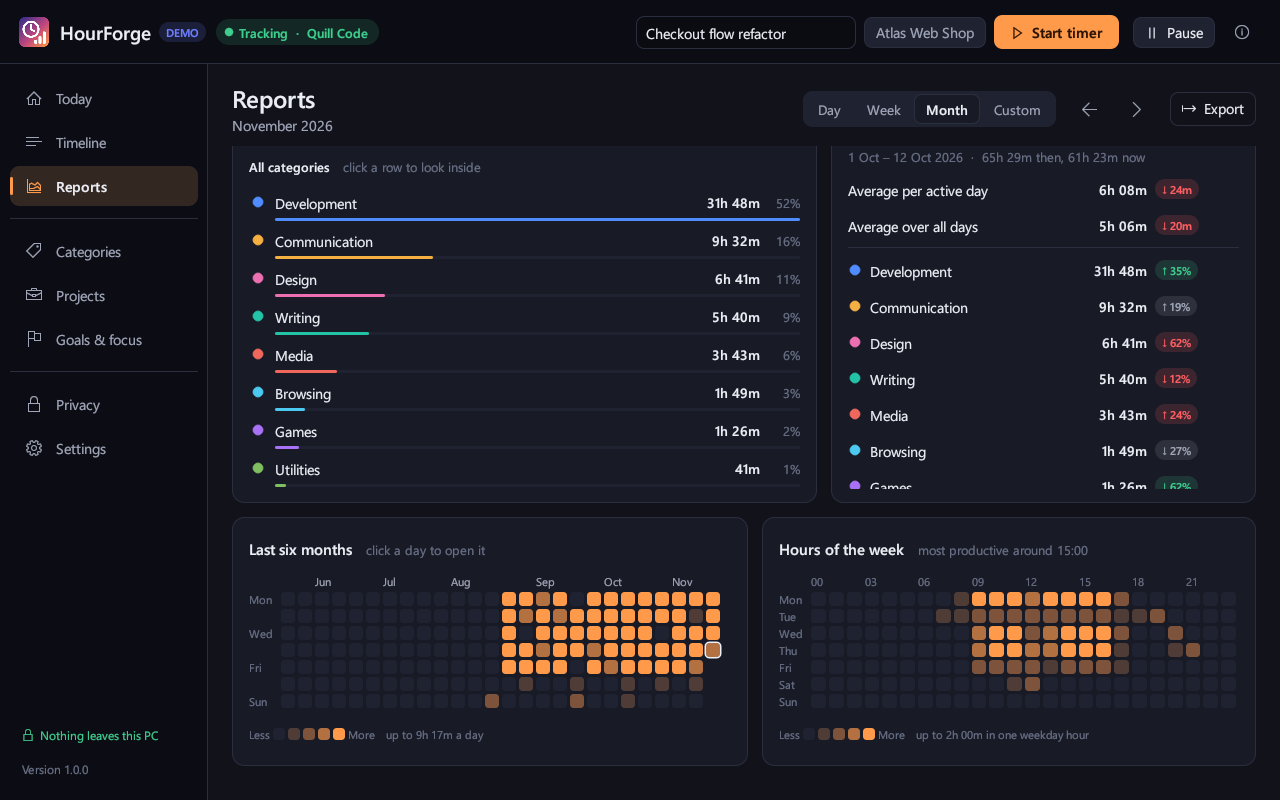 HourForge DEMO Tracking · Quill Code
Checkout flow refactor
Atlas Web Shop
Start timer
Pause
Today
Timeline
Reports
Categories
Projects
Goals & focus
Privacy
Settings
Nothing leaves this PC
Version 1.0.0
Reports
November 2026
Day Week Month Custom
Export
All categories click a row to look inside
Development 31h 48m 52%
Communication 9h 32m 16%
Design 6h 41m 11%
Writing 5h 40m 9%
Media 3h 43m 6%
Browsing 1h 49m 3%
Games 1h 26m 2%
Utilities 41m 1%
1 Oct – 12 Oct 2026 · 65h 29m then, 61h 23m now
Average per active day 6h 08m ↓ 24m
Average over all days 5h 06m ↓ 20m
Development 31h 48m ↑ 35%
Communication 9h 32m ↑ 19%
Design 6h 41m ↓ 62%
Writing 5h 40m ↓ 12%
Media 3h 43m ↑ 24%
Browsing 1h 49m ↓ 27%
Games 1h 26m ↓ 62%
Last six months click a day to open it
Jun Jul Aug Sep Oct Nov
Mon
Wed
Fri
Sun
Less More up to 9h 17m a day
Hours of the week most productive around 15:00
00 03 06 09 12 15 18 21
Mon
Tue
Wed
Thu
Fri
Sat
Sun
Less More up to 2h 00m in one weekday hour